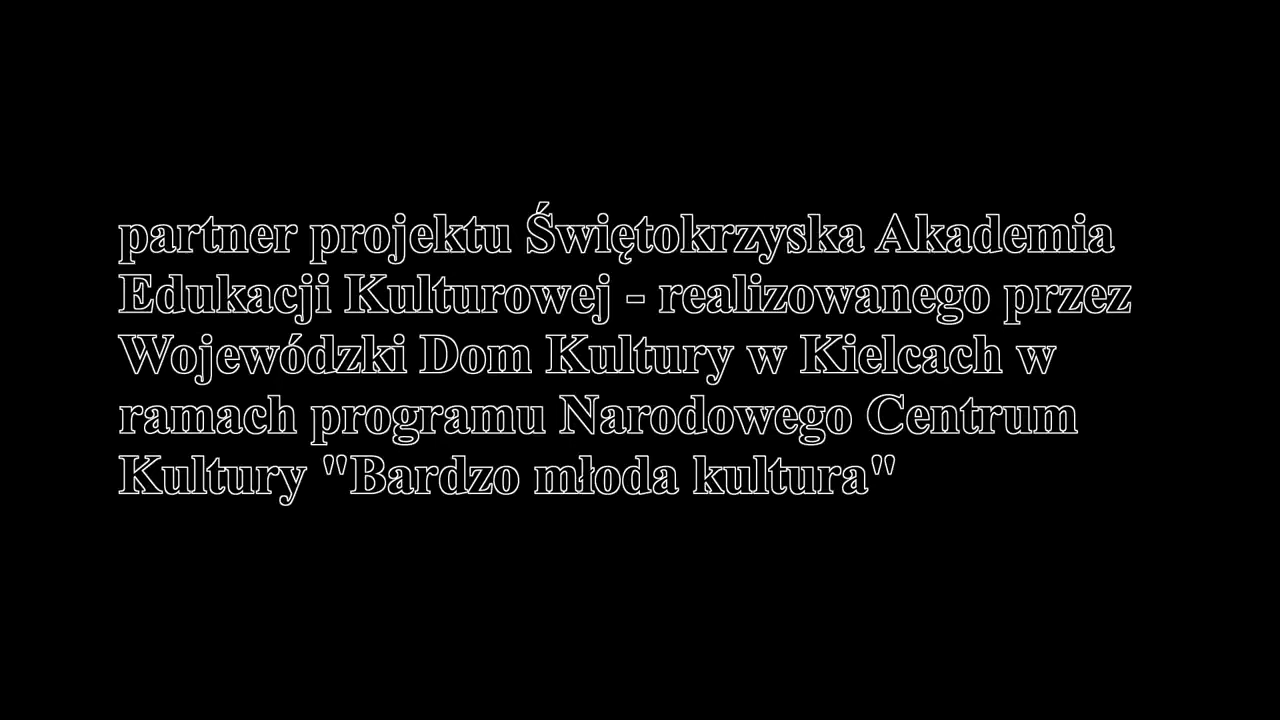 partner projektu Świętokrzyska Akademia
Edukacji Kulturowej - realizowanego przez
Wojewódzki Dom Kultury w Kielcach w
ramach programu Narodowego Centrum
Kultury "Bardzo młoda kultura"